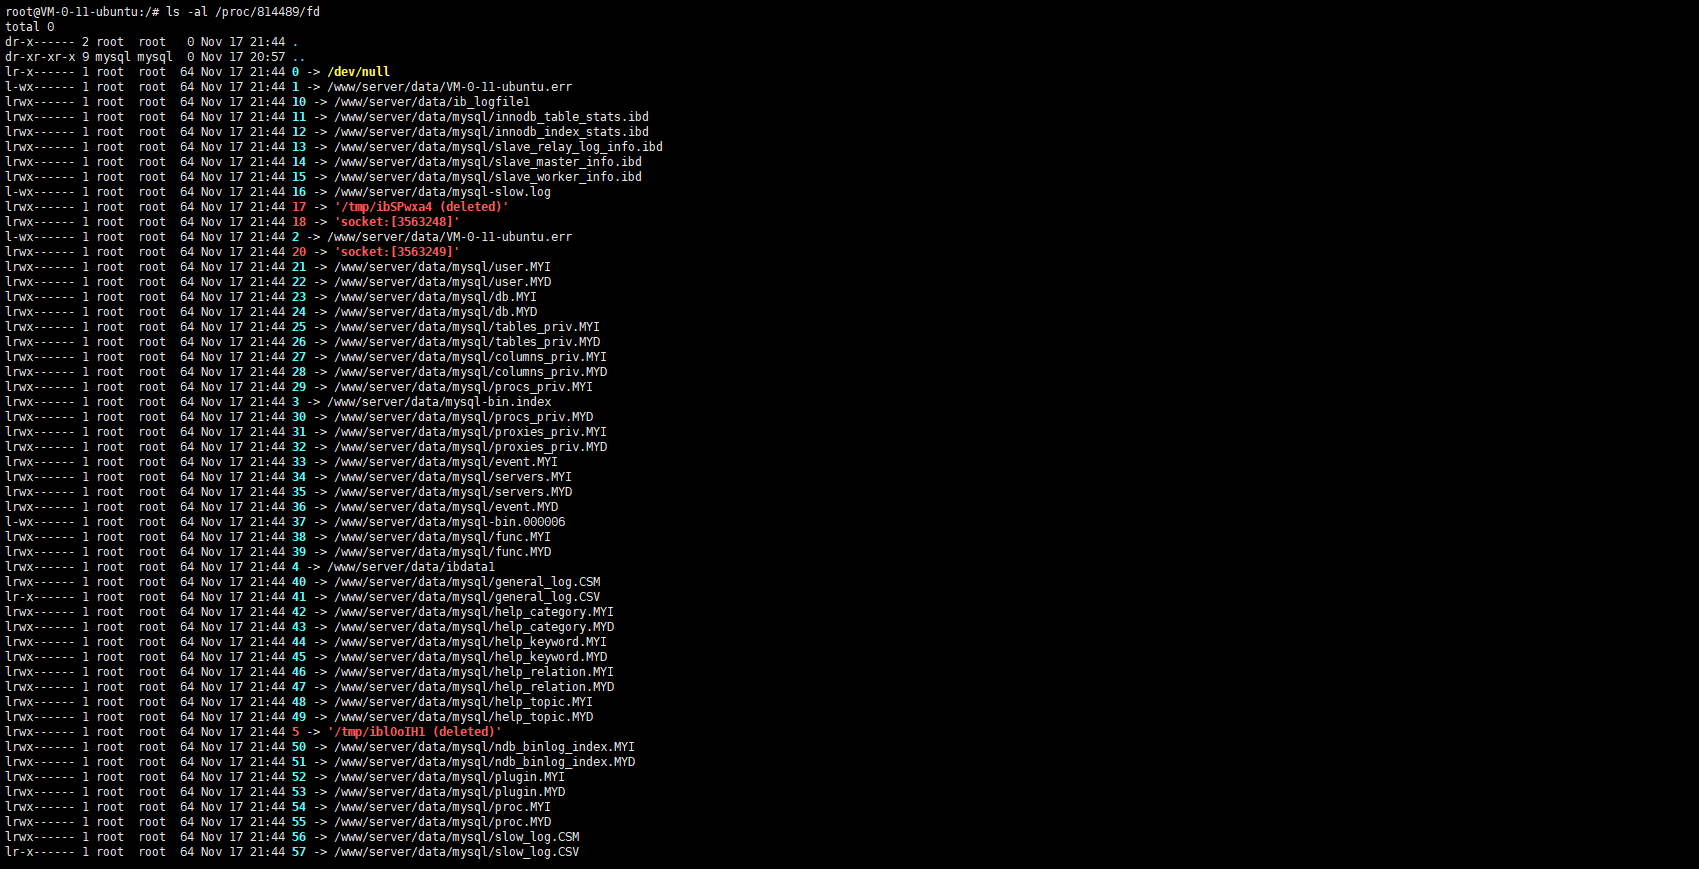 root@VM-0-11-ubuntu:/# ls -al /proc/814489/fd
total 0
dr-x------ 2 root  root   0 Nov 17 21:44 .
dr-xr-xr-x 9 mysql mysql  0 Nov 17 20:57 ..
lr-x------ 1 root  root  64 Nov 17 21:44 0 -> /dev/null
l-wx------ 1 root  root  64 Nov 17 21:44 1 -> /www/server/data/VM-0-11-ubuntu.err
lrwx------ 1 root  root  64 Nov 17 21:44 10 -> /www/server/data/ib_logfile1
lrwx------ 1 root  root  64 Nov 17 21:44 11 -> /www/server/data/mysql/innodb_table_stats.ibd
lrwx------ 1 root  root  64 Nov 17 21:44 12 -> /www/server/data/mysql/innodb_index_stats.ibd
lrwx------ 1 root  root  64 Nov 17 21:44 13 -> /www/server/data/mysql/slave_relay_log_info.ibd
lrwx------ 1 root  root  64 Nov 17 21:44 14 -> /www/server/data/mysql/slave_master_info.ibd
lrwx------ 1 root  root  64 Nov 17 21:44 15 -> /www/server/data/mysql/slave_worker_info.ibd
l-wx------ 1 root  root  64 Nov 17 21:44 16 -> /www/server/data/mysql-slow.log
lrwx------ 1 root  root  64 Nov 17 21:44 17 -> '/tmp/ibSPwxa4 (deleted)'
lrwx------ 1 root  root  64 Nov 17 21:44 18 -> 'socket:[3563248]'
l-wx------ 1 root  root  64 Nov 17 21:44 2 -> /www/server/data/VM-0-11-ubuntu.err
lrwx------ 1 root  root  64 Nov 17 21:44 20 -> 'socket:[3563249]'
lrwx------ 1 root  root  64 Nov 17 21:44 21 -> /www/server/data/mysql/user.MYI
lrwx------ 1 root  root  64 Nov 17 21:44 22 -> /www/server/data/mysql/user.MYD
lrwx------ 1 root  root  64 Nov 17 21:44 23 -> /www/server/data/mysql/db.MYI
lrwx------ 1 root  root  64 Nov 17 21:44 24 -> /www/server/data/mysql/db.MYD
lrwx------ 1 root  root  64 Nov 17 21:44 25 -> /www/server/data/mysql/tables_priv.MYI
lrwx------ 1 root  root  64 Nov 17 21:44 26 -> /www/server/data/mysql/tables_priv.MYD
lrwx------ 1 root  root  64 Nov 17 21:44 27 -> /www/server/data/mysql/columns_priv.MYI
lrwx------ 1 root  root  64 Nov 17 21:44 28 -> /www/server/data/mysql/columns_priv.MYD
lrwx------ 1 root  root  64 Nov 17 21:44 29 -> /www/server/data/mysql/procs_priv.MYI
lrwx------ 1 root  root  64 Nov 17 21:44 3 -> /www/server/data/mysql-bin.index
lrwx------ 1 root  root  64 Nov 17 21:44 30 -> /www/server/data/mysql/procs_priv.MYD
lrwx------ 1 root  root  64 Nov 17 21:44 31 -> /www/server/data/mysql/proxies_priv.MYI
lrwx------ 1 root  root  64 Nov 17 21:44 32 -> /www/server/data/mysql/proxies_priv.MYD
lrwx------ 1 root  root  64 Nov 17 21:44 33 -> /www/server/data/mysql/event.MYI
lrwx------ 1 root  root  64 Nov 17 21:44 34 -> /www/server/data/mysql/servers.MYI
lrwx------ 1 root  root  64 Nov 17 21:44 35 -> /www/server/data/mysql/servers.MYD
lrwx------ 1 root  root  64 Nov 17 21:44 36 -> /www/server/data/mysql/event.MYD
l-wx------ 1 root  root  64 Nov 17 21:44 37 -> /www/server/data/mysql-bin.000006
lrwx------ 1 root  root  64 Nov 17 21:44 38 -> /www/server/data/mysql/func.MYI
lrwx------ 1 root  root  64 Nov 17 21:44 39 -> /www/server/data/mysql/func.MYD
lrwx------ 1 root  root  64 Nov 17 21:44 4 -> /www/server/data/ibdata1
lrwx------ 1 root  root  64 Nov 17 21:44 40 -> /www/server/data/mysql/general_log.CSM
lr-x------ 1 root  root  64 Nov 17 21:44 41 -> /www/server/data/mysql/general_log.CSV
lrwx------ 1 root  root  64 Nov 17 21:44 42 -> /www/server/data/mysql/help_category.MYI
lrwx------ 1 root  root  64 Nov 17 21:44 43 -> /www/server/data/mysql/help_category.MYD
lrwx------ 1 root  root  64 Nov 17 21:44 44 -> /www/server/data/mysql/help_keyword.MYI
lrwx------ 1 root  root  64 Nov 17 21:44 45 -> /www/server/data/mysql/help_keyword.MYD
lrwx------ 1 root  root  64 Nov 17 21:44 46 -> /www/server/data/mysql/help_relation.MYI
lrwx------ 1 root  root  64 Nov 17 21:44 47 -> /www/server/data/mysql/help_relation.MYD
lrwx------ 1 root  root  64 Nov 17 21:44 48 -> /www/server/data/mysql/help_topic.MYI
lrwx------ 1 root  root  64 Nov 17 21:44 49 -> /www/server/data/mysql/help_topic.MYD
lrwx------ 1 root  root  64 Nov 17 21:44 5 -> '/tmp/iblOoIH1 (deleted)'
lrwx------ 1 root  root  64 Nov 17 21:44 50 -> /www/server/data/mysql/ndb_binlog_index.MYI
lrwx------ 1 root  root  64 Nov 17 21:44 51 -> /www/server/data/mysql/ndb_binlog_index.MYD
lrwx------ 1 root  root  64 Nov 17 21:44 52 -> /www/server/data/mysql/plugin.MYI
lrwx------ 1 root  root  64 Nov 17 21:44 53 -> /www/server/data/mysql/plugin.MYD
lrwx------ 1 root  root  64 Nov 17 21:44 54 -> /www/server/data/mysql/proc.MYI
lrwx------ 1 root  root  64 Nov 17 21:44 55 -> /www/server/data/mysql/proc.MYD
lrwx------ 1 root  root  64 Nov 17 21:44 56 -> /www/server/data/mysql/slow_log.CSM
lr-x------ 1 root  root  64 Nov 17 21:44 57 -> /www/server/data/mysql/slow_log.CSV